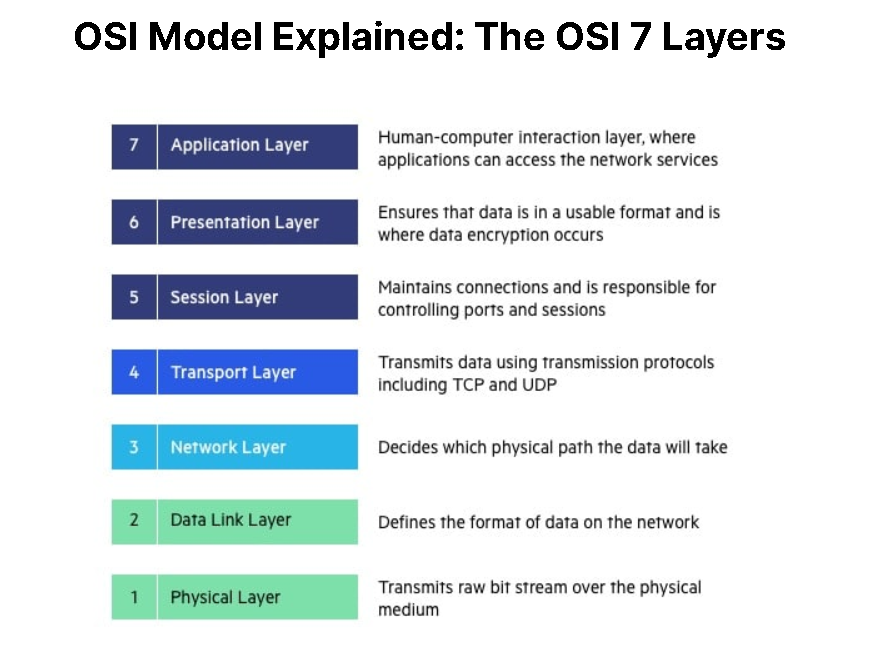 OSI Model Explained: The OSI 7 Layers
7 Application Layer
Human-computer interaction layer, where
applications can access the network services
6 Presentation Layer
Ensures that data is in a usable format and is
where data encryption occurs
5 Session Layer
Maintains connections and is responsible for
controlling ports and sessions
4 Transport Layer
Transmits data using transmission protocols
including TCP and UDP
3 Network Layer
Decides which physical path the data will take
2 Data Link Layer
Defines the format of data on the network
1 Physical Layer
Transmits raw bit stream over the physical
medium